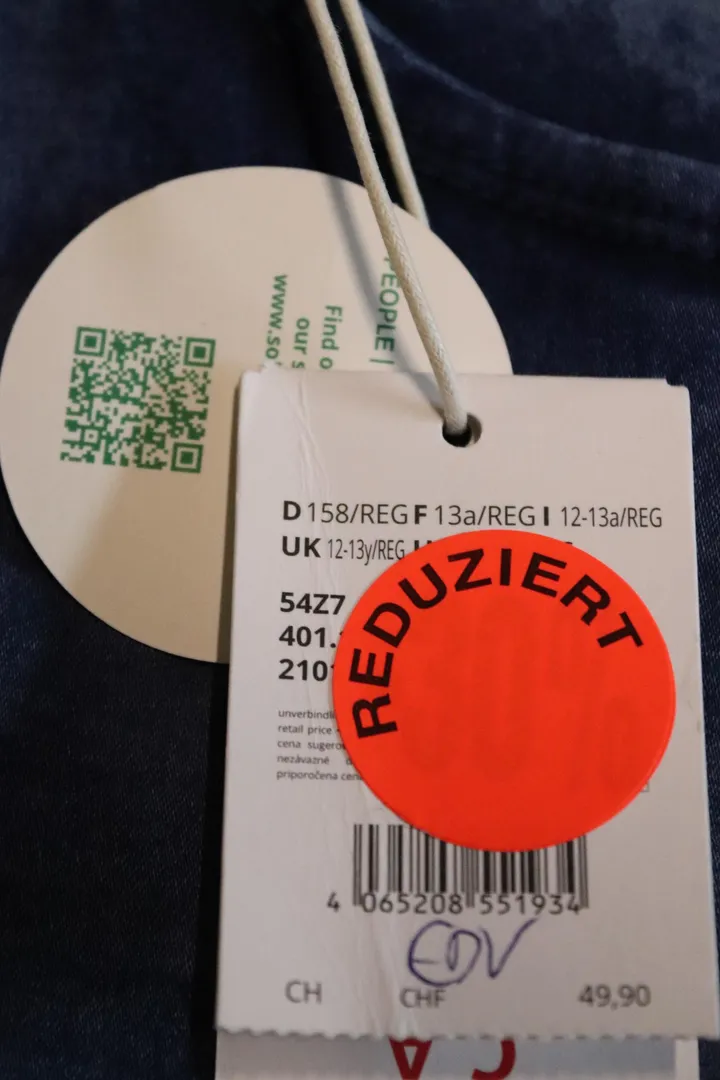 PEOPLE |
Find o
our s
www.so
D 158/REG F 13a/REG I 12-13a/REG
UK 12-13y/REG
54Z7
401.
210
REDUZIERT
unverbindli
retail price -
cena sugero
nezávazné d
priporočena cen
4 065208 551934
EDV
CH CHF 49,90